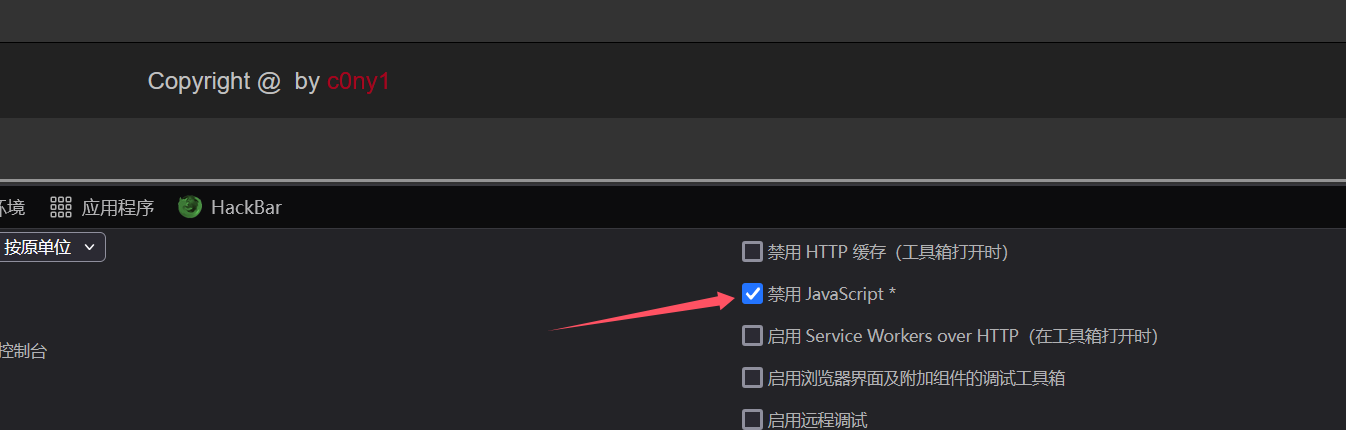 Copyright @ by c0ny1
环境 应用程序 HackBar
按原单位
禁用 HTTP 缓存（工具箱打开时）
禁用 JavaScript *
启用 Service Workers over HTTP（在工具箱打开时）
控制台
启用浏览器界面及附加组件的调试工具箱
启用远程调试